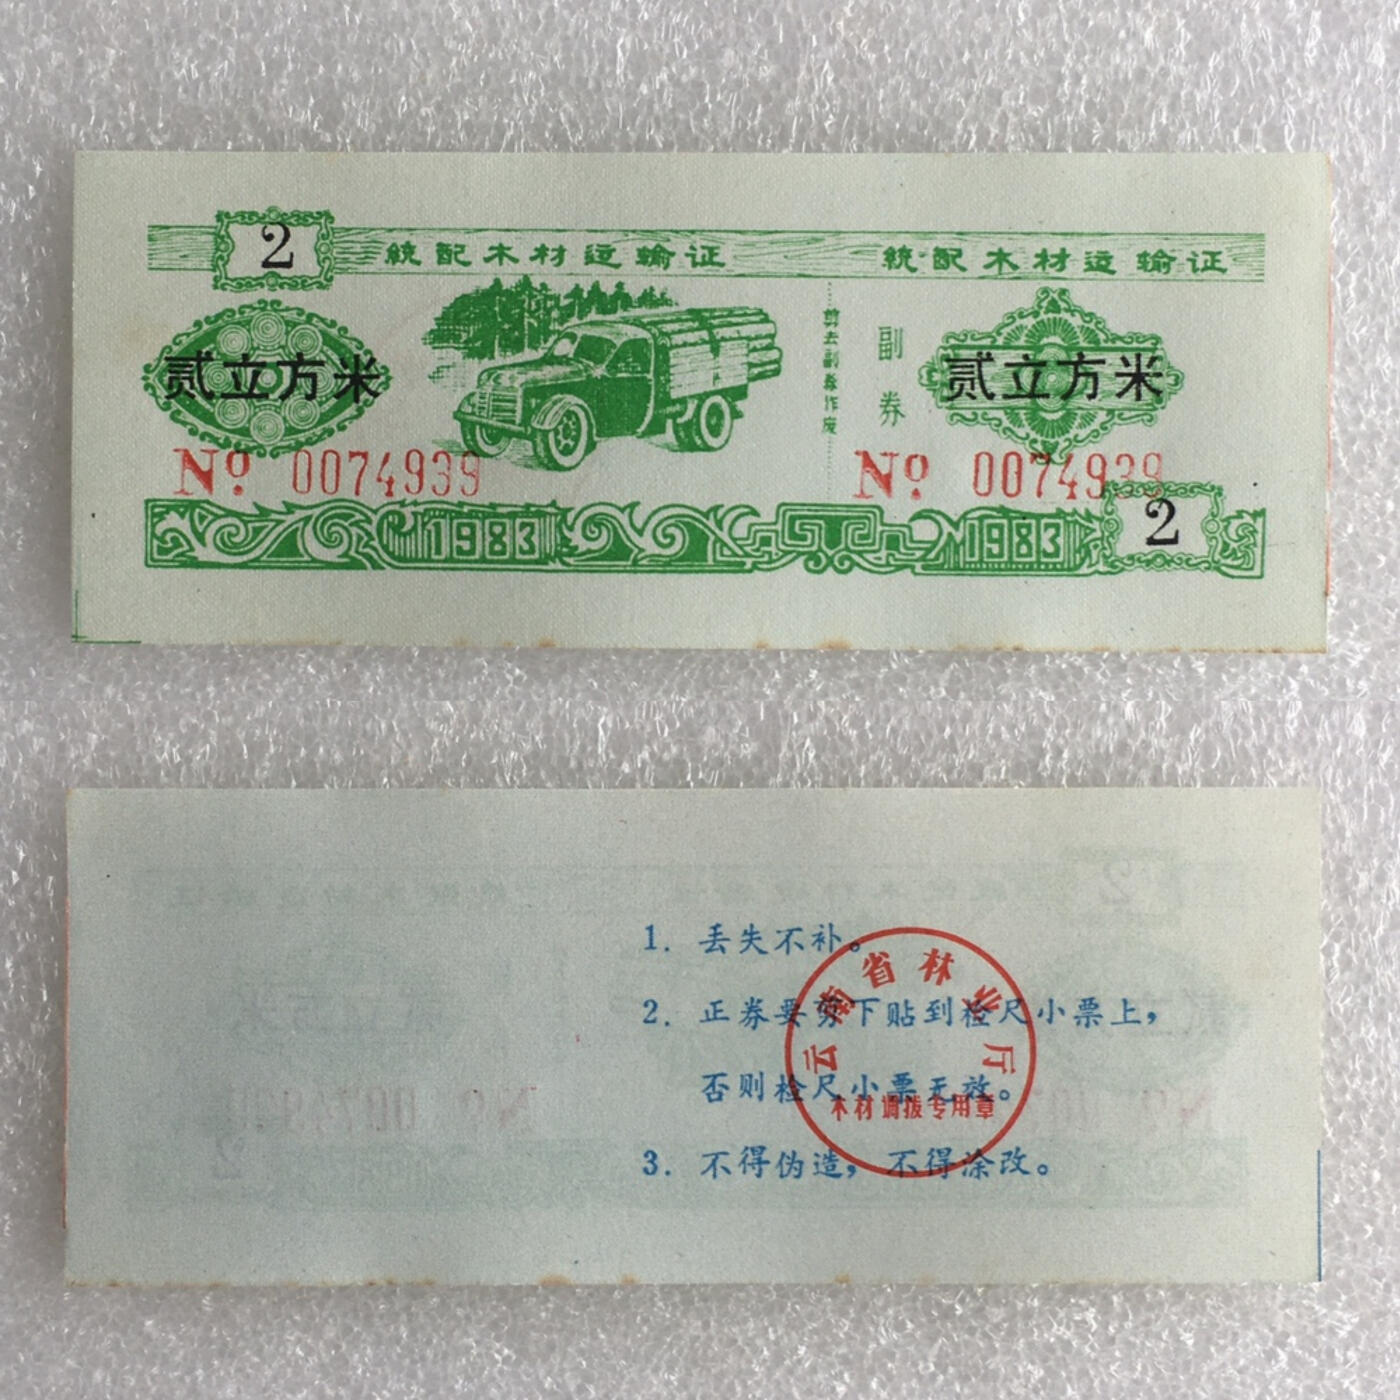 2
統配木材运输证
統配木材运输证
贰立方米
剪去副券作废
副券
贰立方米
No 0074939
No 0074939
1983
1983
2
1. 丢失不补。
2. 正券要剪下贴到检尺小票上，
否则检尺小票无效。
3. 不得伪造，不得涂改。
云南省林业厅
木材调拨专用章